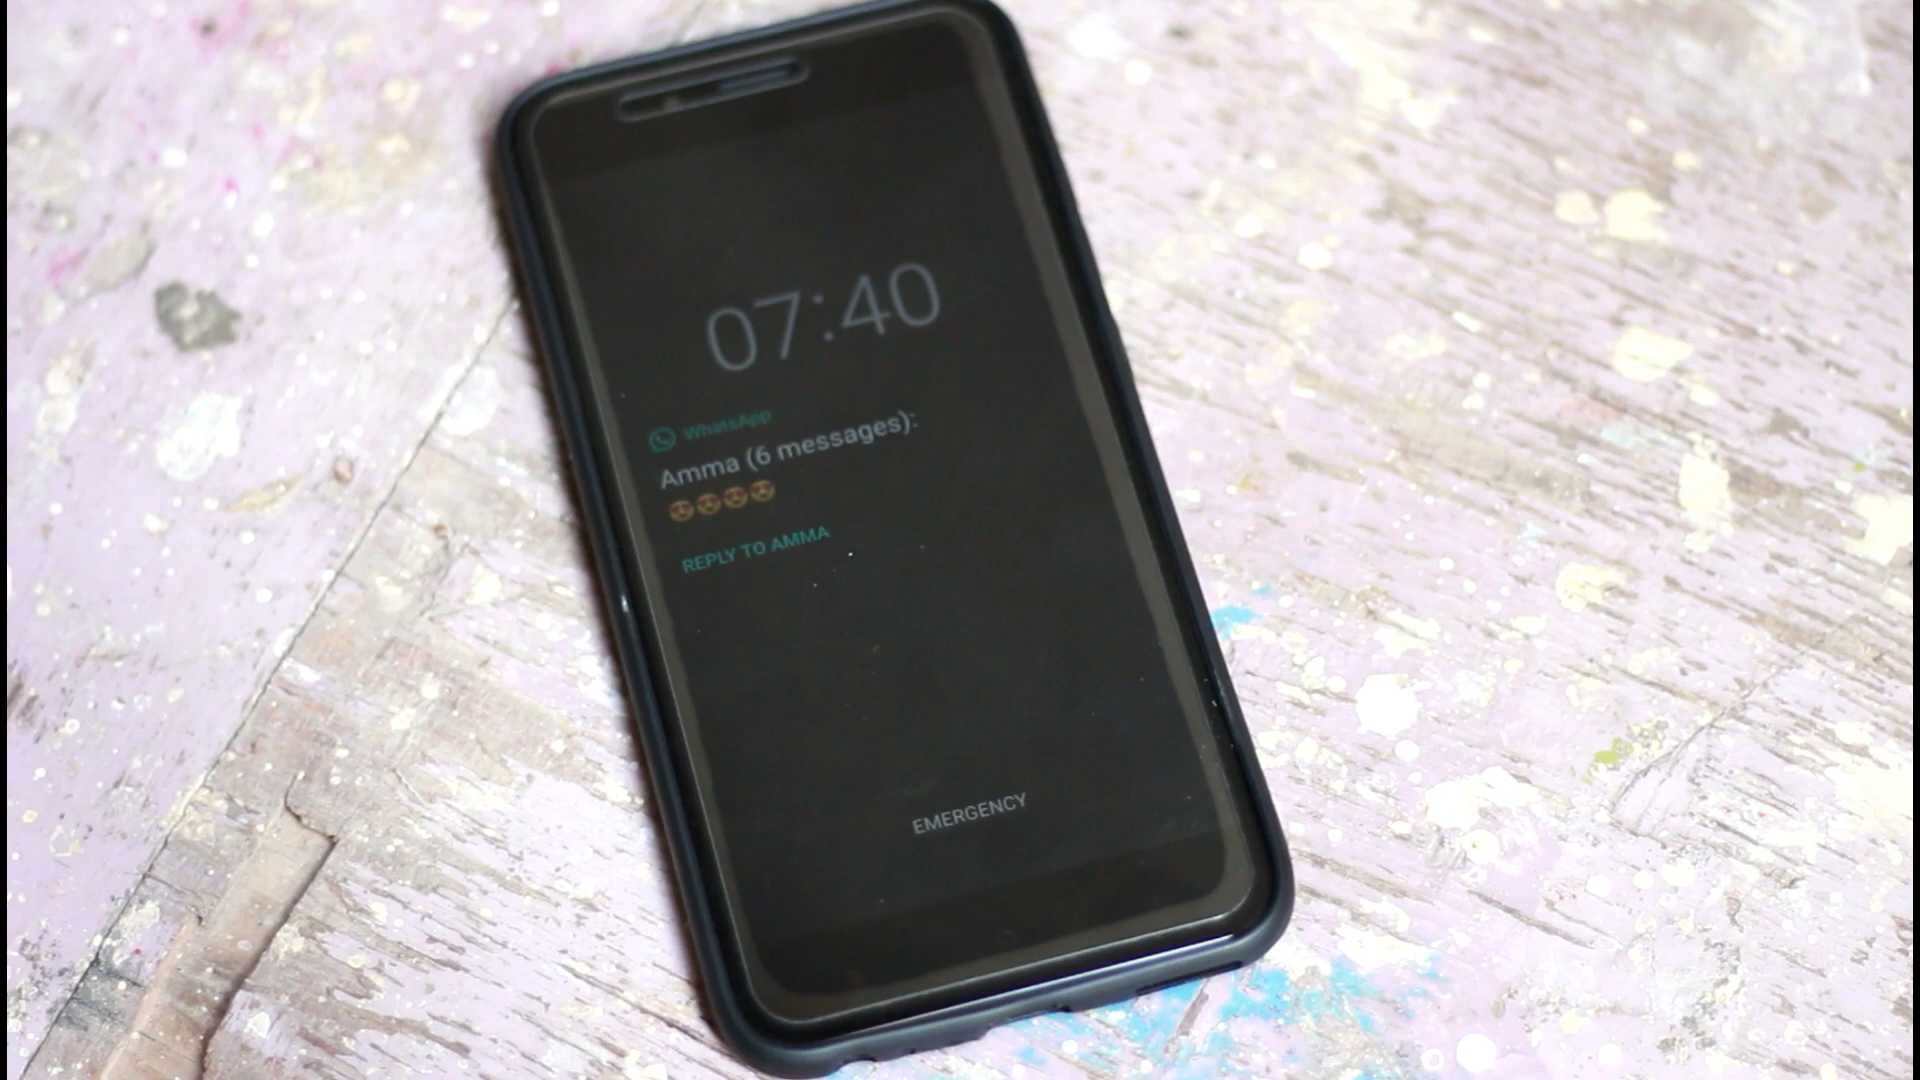 07:40
WhatsApp
Amma (6 messages):
😍😍😍😍
REPLY TO AMMA
EMERGENCY